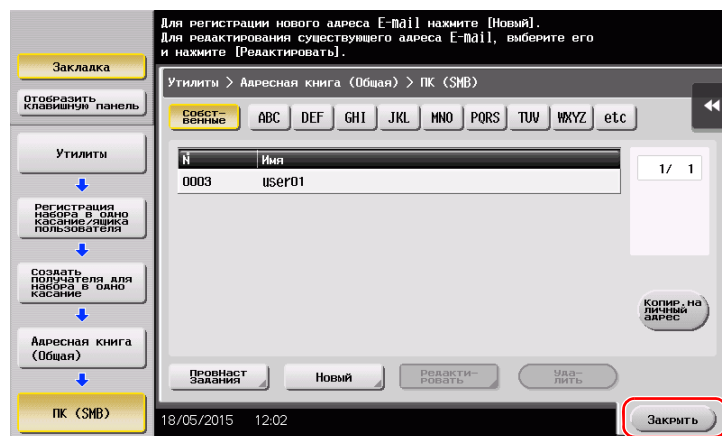 Для регистрации нового адреса E-mail нажмите [Новый].
Для редактирования существующего адреса E-mail, выберите его
и нажмите [Редактировать].
Закладка
Отобразить
клавишную панель
Утилиты
Регистрация
набора в одно
касание/ящика
пользователя
Создать
получателя для
набора в одно
касание
Адресная книга
(Общая)
ПК (SMB)
Утилиты > Адресная книга (Общая) > ПК (SMB)
Собст-
венные
ABC
DEF
GHI
JKL
MNO
PQRS
TUV
WXYZ
etc
N Имя
0003 user01
1/ 1
Копир.на
личный
адрес
ПровНаст
Задания
Новый
Редакти-
ровать
Уда-
лить
18/05/2015 12:02
Закрыть